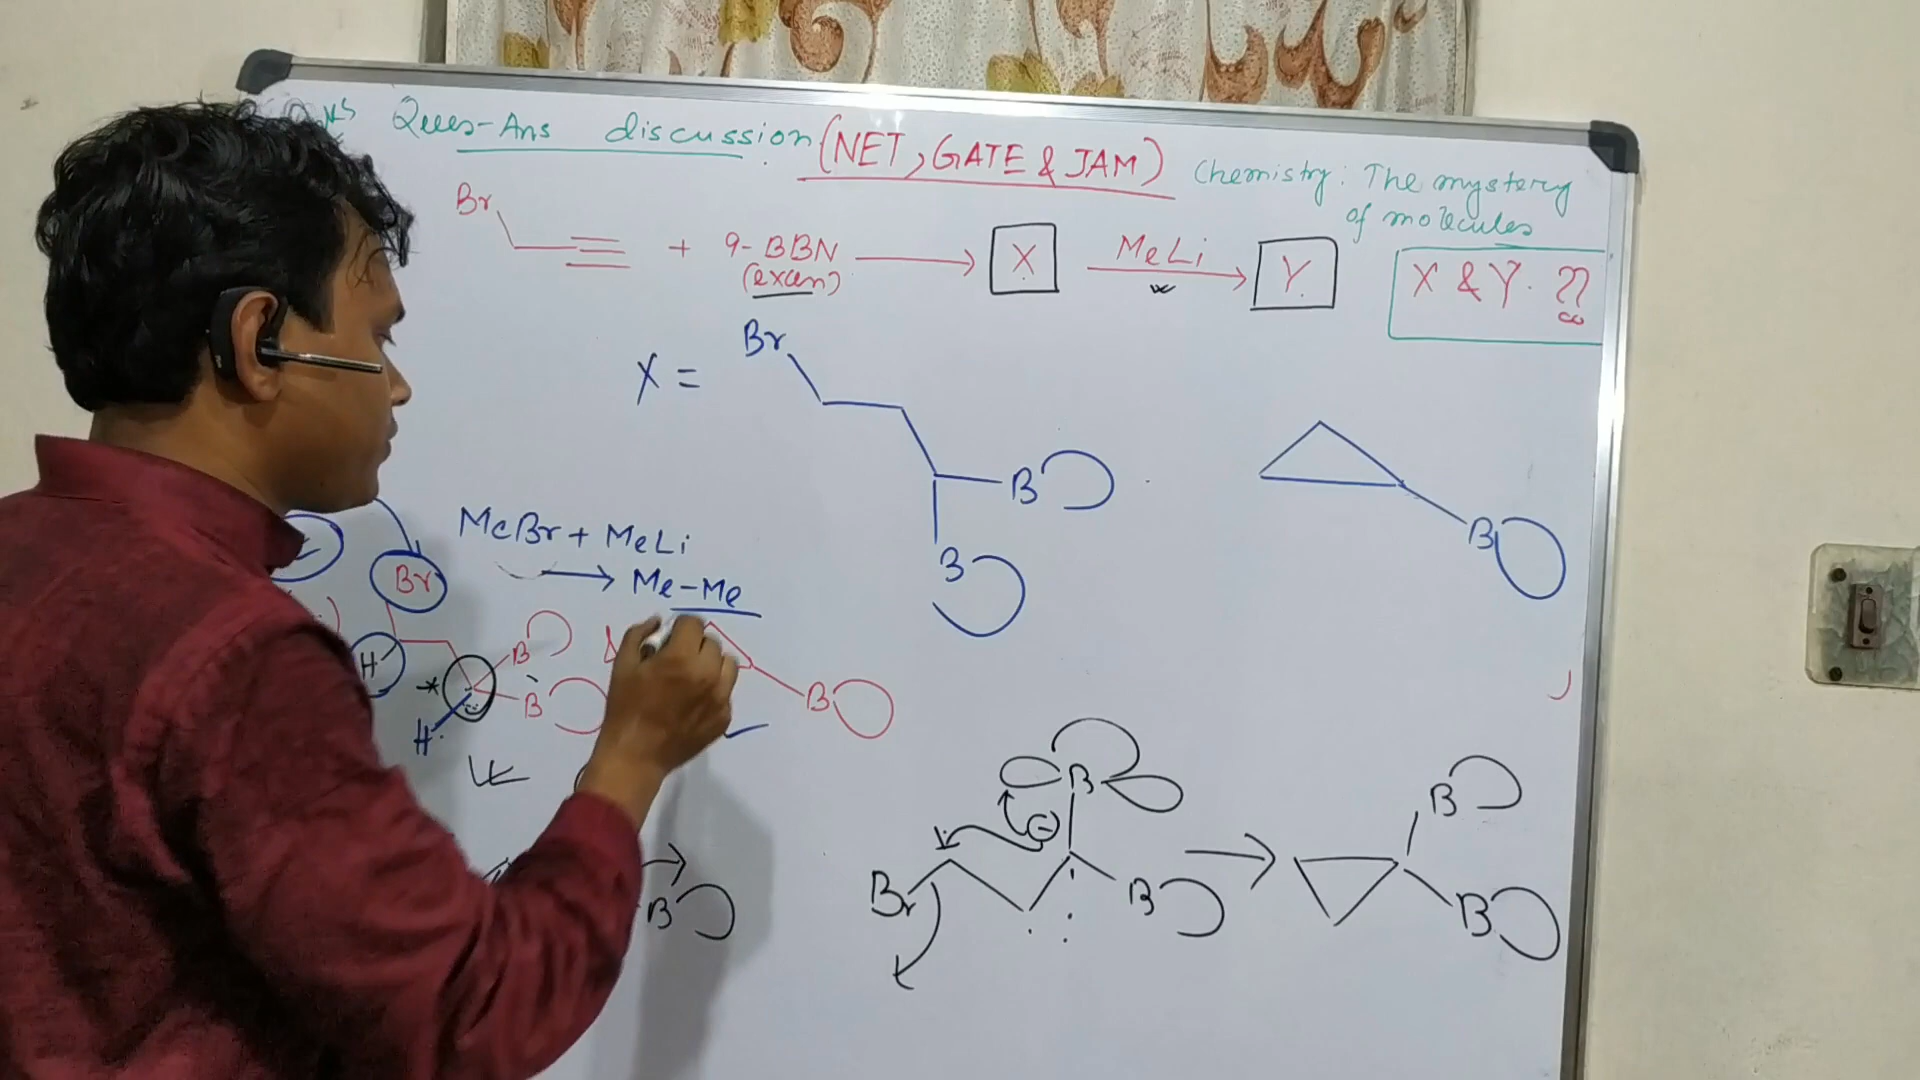 Ques-Ans discussion (NET, GATE & JAM) Chemistry: The mystery
of molecules
Br
+ 9-BBN
(excen)
X
MeLi
Y
X & Y. ??
X =
Br
B
B
B
MeBr + MeLi
Me-Me
Br
H
B
B
H
B
B
B
Br
B
B
B